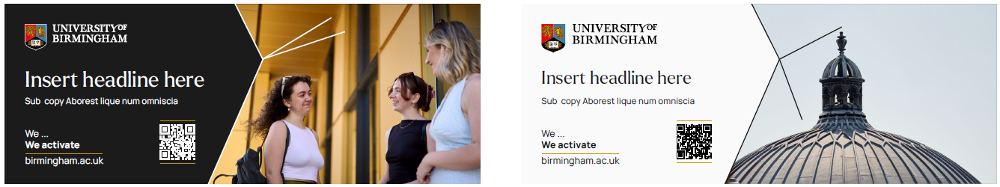 UNIVERSITY OF
BIRMINGHAM
Insert headline here
Sub copy Aborest lique num omniscia
We ...
We activate
birmingham.ac.uk
UNIVERSITY OF
BIRMINGHAM
Insert headline here
Sub copy Aborest lique num omniscia
We ...
We activate
birmingham.ac.uk